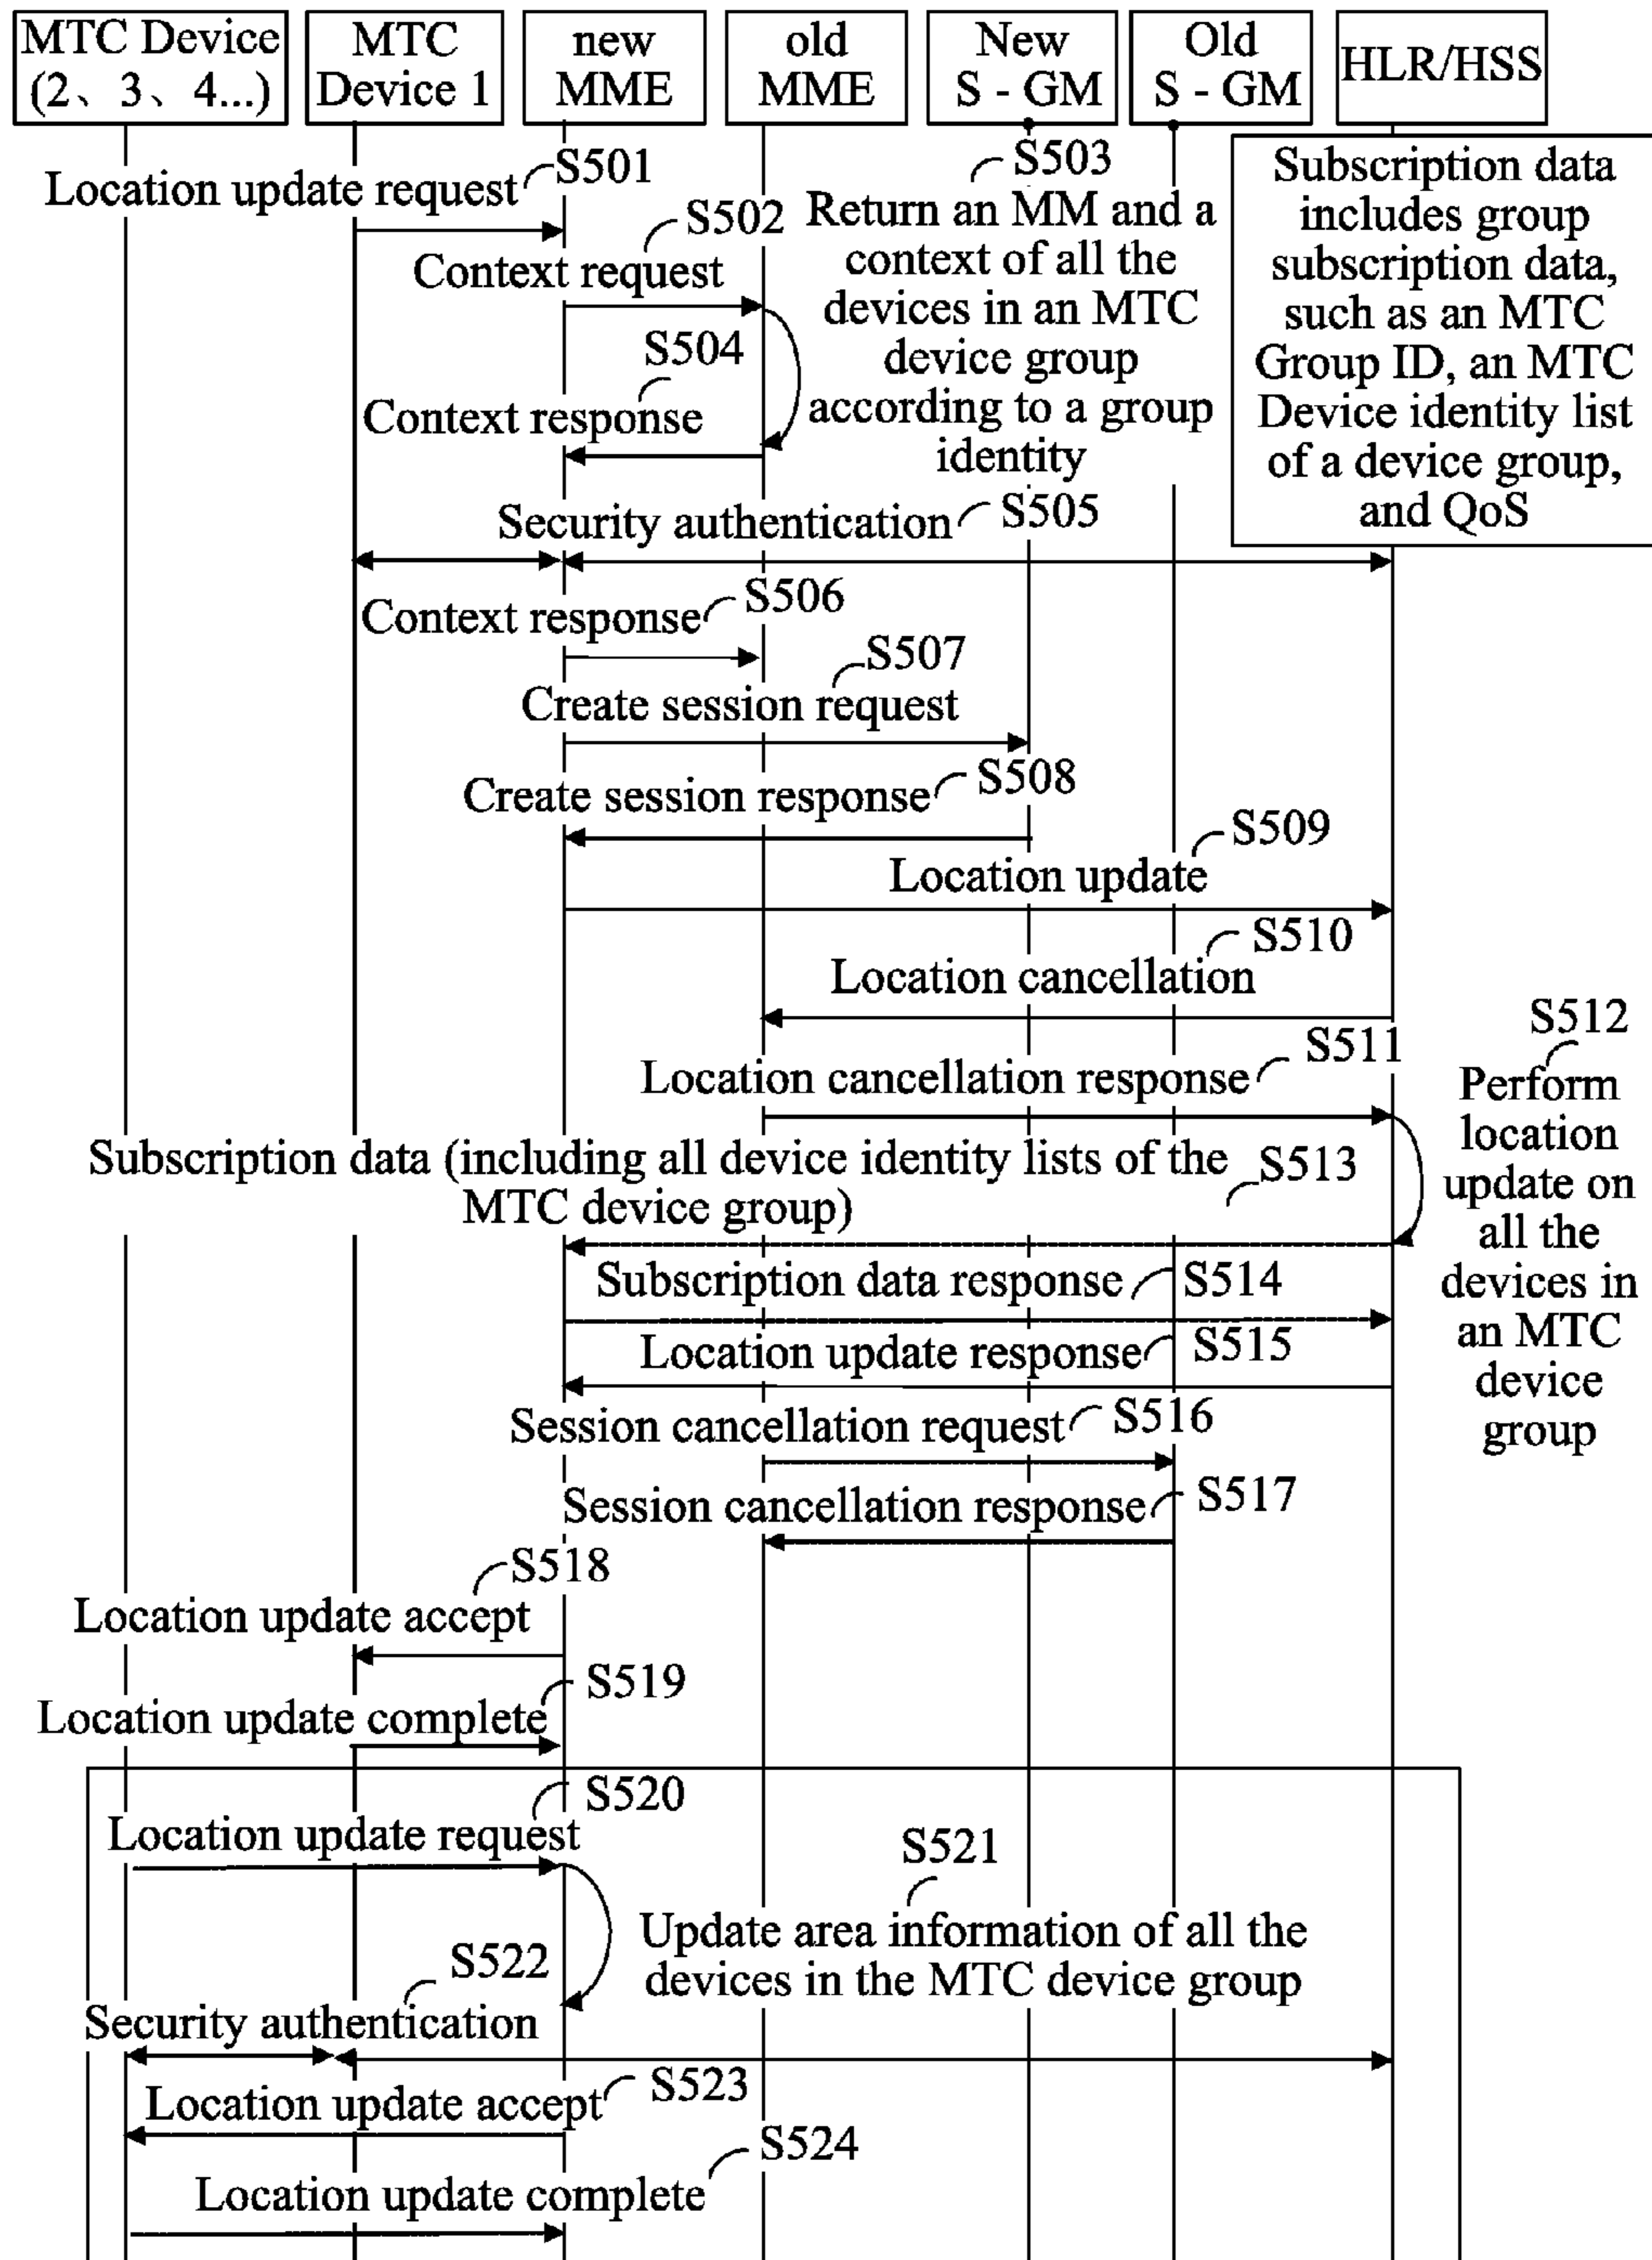 MTC Device
(2、3、4...)
MTC
Device 1
new
MME
old
MME
New
S - GM
Old
S - GM
HLR/HSS
Subscription data
includes group
subscription data,
such as an MTC
Group ID, an MTC
Device identity list
of a device group,
and QoS
Location update request
S501
S502
Context request
S503
Return an MM and a
context of all the
devices in an MTC
device group
according to a group
identity
S504
Context response
Security authentication
S505
Context response
S506
S507
Create session request
S508
Create session response
S509
Location update
S510
Location cancellation
S511
Location cancellation response
S512
Perform
location
update on
all the
devices in
an MTC
device
group
Subscription data (including all device identity lists of the
MTC device group)
S513
Subscription data response
S514
Location update response
S515
Session cancellation request
S516
Session cancellation response
S517
S518
Location update accept
S519
Location update complete
S520
Location update request
S521
Update area information of all the
devices in the MTC device group
S522
Security authentication
S523
Location update accept
S524
Location update complete